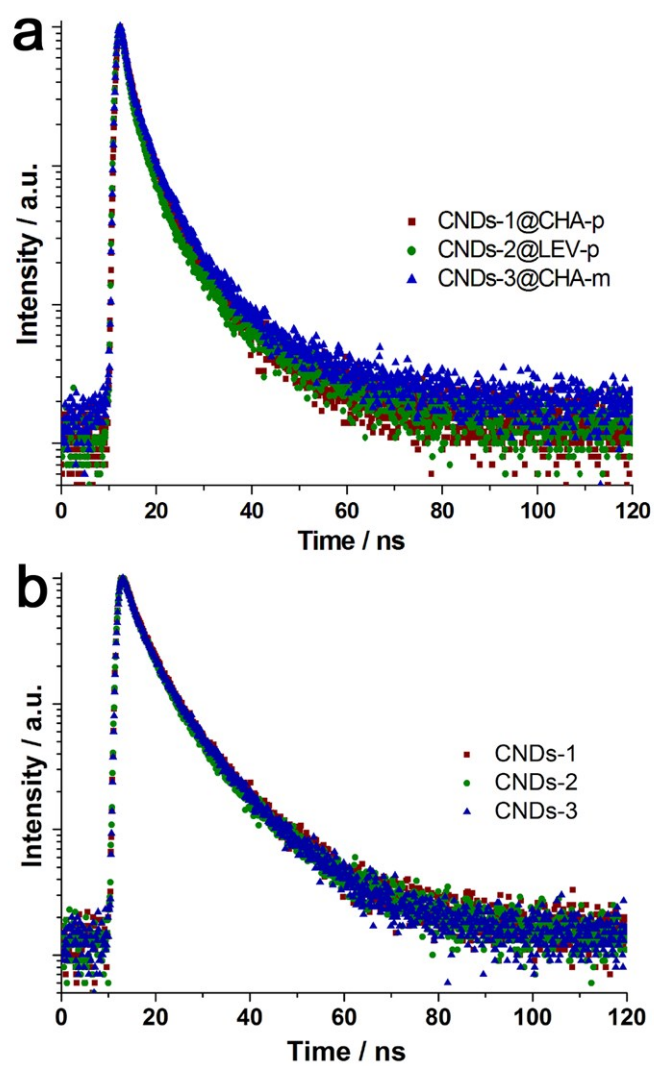 a
Intensity / a.u.
CNDs-1@CHA-p
CNDs-2@LEV-p
CNDs-3@CHA-m
0 20 40 60 80 100 120
Time / ns
b
Intensity / a.u.
CNDs-1
CNDs-2
CNDs-3
0 20 40 60 80 100 120
Time / ns